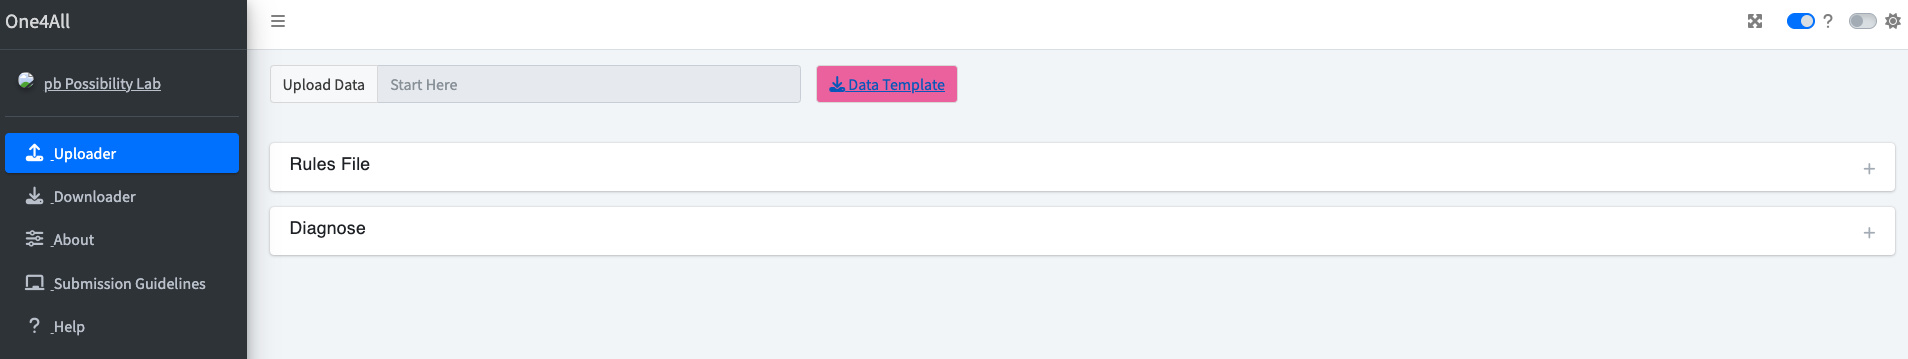 One4All
pb Possibility Lab
Uploader
Downloader
About
Submission Guidelines
? Help
?
Upload Data Start Here Data Template
Rules File +
Diagnose +